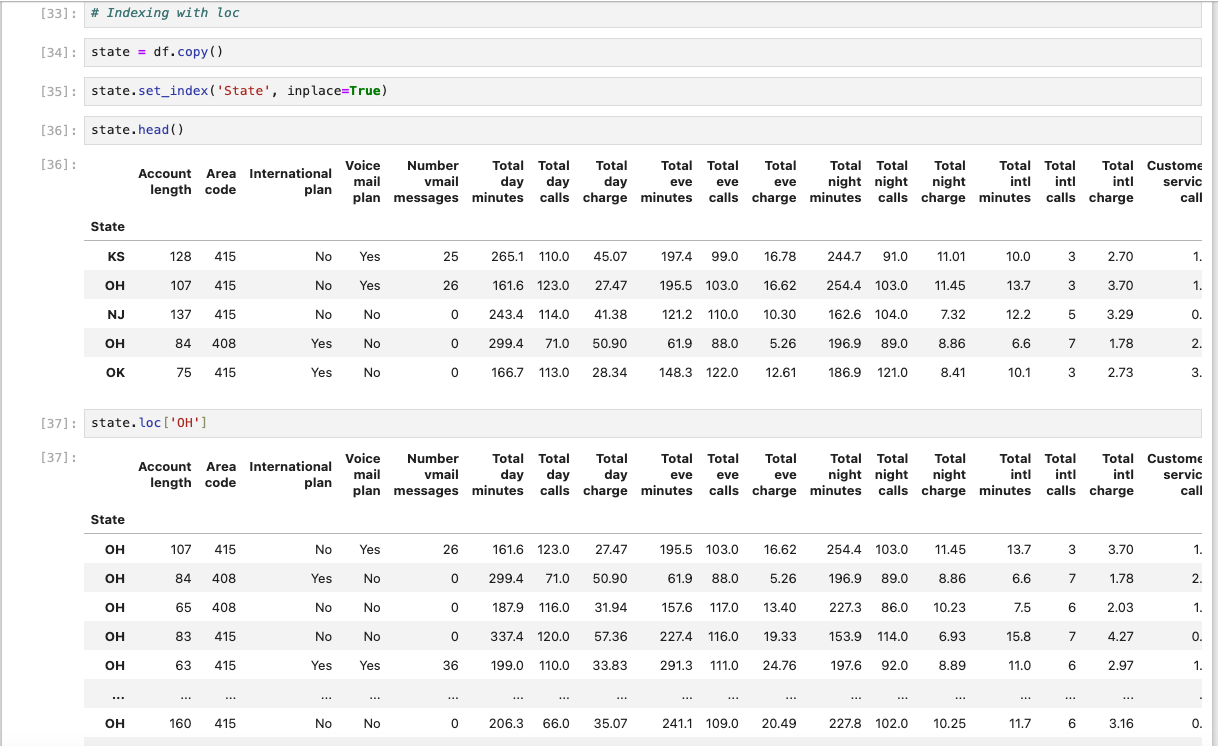 [33]: # Indexing with loc
[34]: state = df.copy()
[35]: state.set_index('State', inplace=True)
[36]: state.head()
[36]:
Account length Area code International plan Voice mail plan Number vmail messages Total day minutes Total day calls Total day charge Total eve minutes Total eve calls Total eve charge Total night minutes Total night calls Total night charge Total intl minutes Total intl calls Total intl charge Custome servic call
State
KS 128 415 No Yes 25 265.1 110.0 45.07 197.4 99.0 16.78 244.7 91.0 11.01 10.0 3 2.70 1.
OH 107 415 No Yes 26 161.6 123.0 27.47 195.5 103.0 16.62 254.4 103.0 11.45 13.7 3 3.70 1.
NJ 137 415 No No 0 243.4 114.0 41.38 121.2 110.0 10.30 162.6 104.0 7.32 12.2 5 3.29 0.
OH 84 408 Yes No 0 299.4 71.0 50.90 61.9 88.0 5.26 196.9 89.0 8.86 6.6 7 1.78 2.
OK 75 415 Yes No 0 166.7 113.0 28.34 148.3 122.0 12.61 186.9 121.0 8.41 10.1 3 2.73 3.
[37]: state.loc['OH']
[37]:
Account length Area code International plan Voice mail plan Number vmail messages Total day minutes Total day calls Total day charge Total eve minutes Total eve calls Total eve charge Total night minutes Total night calls Total night charge Total intl minutes Total intl calls Total intl charge Custome servic call
State
OH 107 415 No Yes 26 161.6 123.0 27.47 195.5 103.0 16.62 254.4 103.0 11.45 13.7 3 3.70 1.
OH 84 408 Yes No 0 299.4 71.0 50.90 61.9 88.0 5.26 196.9 89.0 8.86 6.6 7 1.78 2.
OH 65 408 No No 0 187.9 116.0 31.94 157.6 117.0 13.40 227.3 86.0 10.23 7.5 6 2.03 1.
OH 83 415 No No 0 337.4 120.0 57.36 227.4 116.0 19.33 153.9 114.0 6.93 15.8 7 4.27 0.
OH 63 415 Yes Yes 36 199.0 110.0 33.83 291.3 111.0 24.76 197.6 92.0 8.89 11.0 6 2.97 1.
... ... ... ... ... ... ... ... ... ... ... ... ... ... ... ... ... ... .
OH 160 415 No No 0 206.3 66.0 35.07 241.1 109.0 20.49 227.8 102.0 10.25 11.7 6 3.16 0.